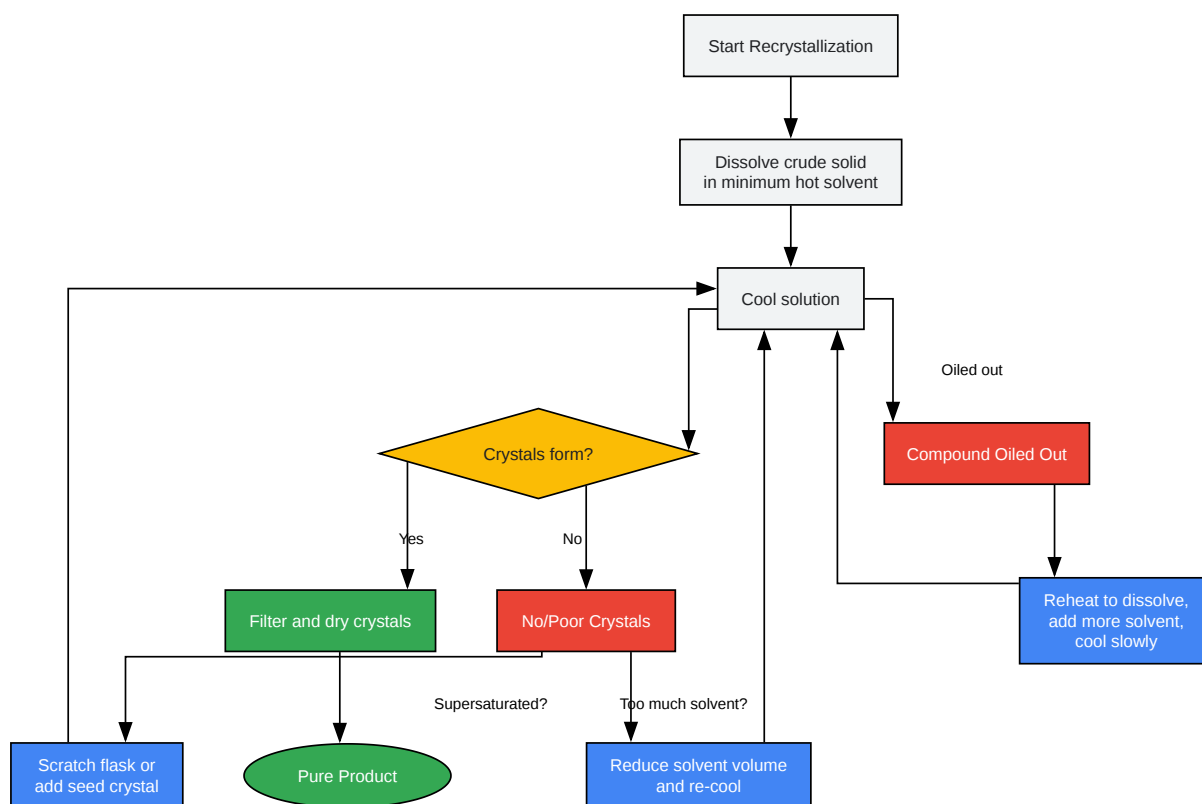 Start Recrystallization
Dissolve crude solid
in minimum hot solvent
Cool solution
Oiled out
Crystals form?
Compound Oiled Out
Yes
No
Filter and dry crystals
No/Poor Crystals
Reheat to dissolve,
add more solvent,
cool slowly
Supersaturated?
Too much solvent?
Scratch flask or
add seed crystal
Pure Product
Reduce solvent volume
and re-cool